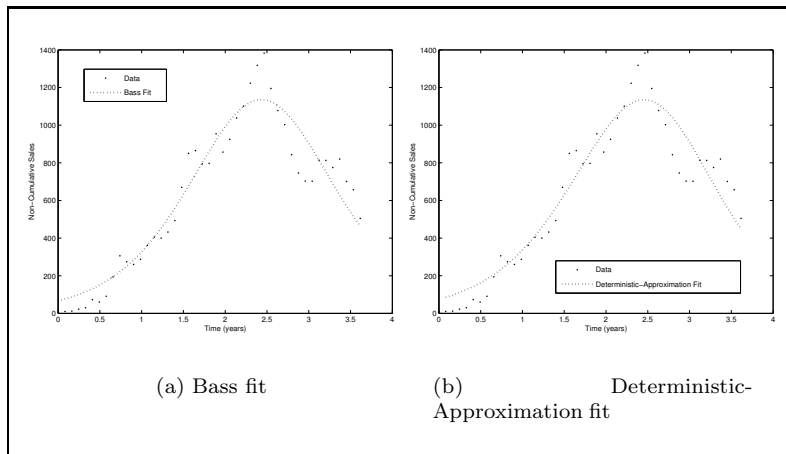 1400
1200
1000
800
600
400
200
0
Non-Cumulative Sales
Data
Bass Fit
0 0.5 1 1.5 2 2.5 3 3.5 4
Time (years)
(a) Bass fit
1400
1200
1000
800
600
400
200
0
Non-Cumulative Sales
Data
Deterministic-Approximation Fit
0 0.5 1 1.5 2 2.5 3 3.5 4
Time (years)
(b) Deterministic-
Approximation fit